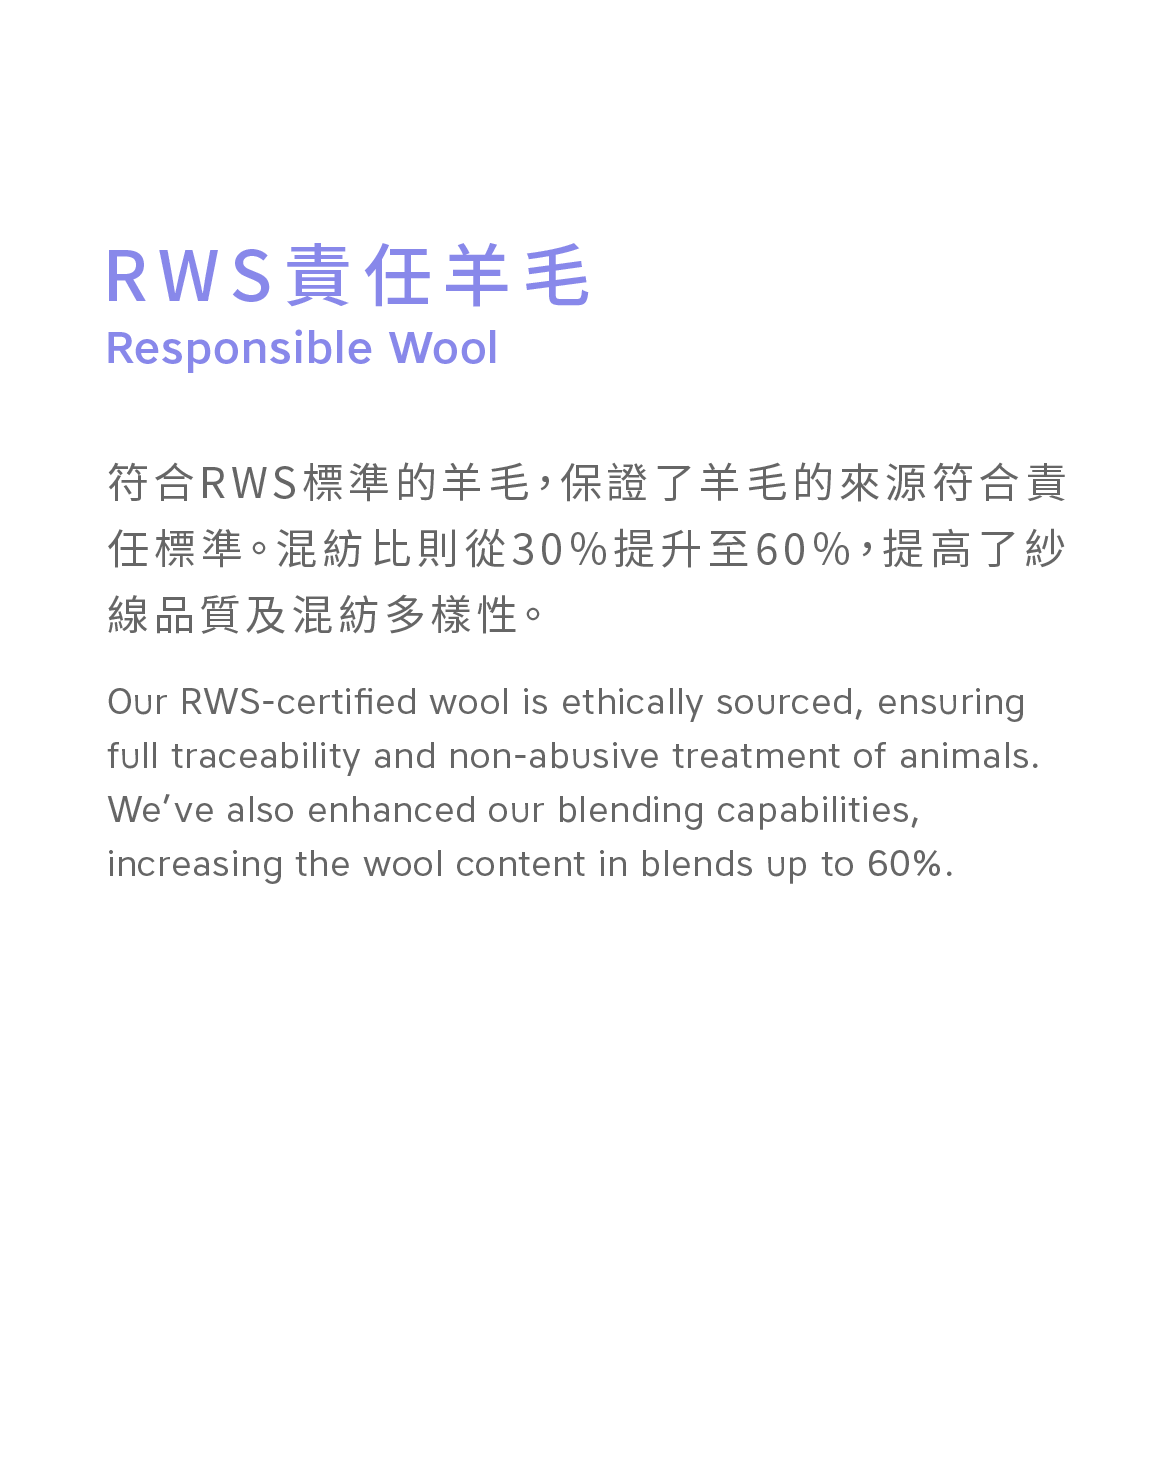 RWS責任羊毛
Responsible Wool
符合RWS標準的羊毛，保證了羊毛的來源符合責
任標準。混紡比則從30%提升至60%，提高了紗
線品質及混紡多樣性。
Our RWS-certified wool is ethically sourced, ensuring
full traceability and non-abusive treatment of animals.
We’ve also enhanced our blending capabilities,
increasing the wool content in blends up to 60%.